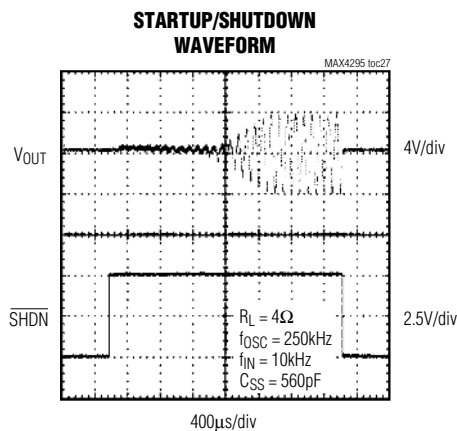 STARTUP/SHUTDOWN
WAVEFORM
MAX4295 toc27
VOUT
4V/div
SHDN
2.5V/div
RL = 4Ω
fOSC = 250kHz
fIN = 10kHz
CSS = 560pF
400µs/div